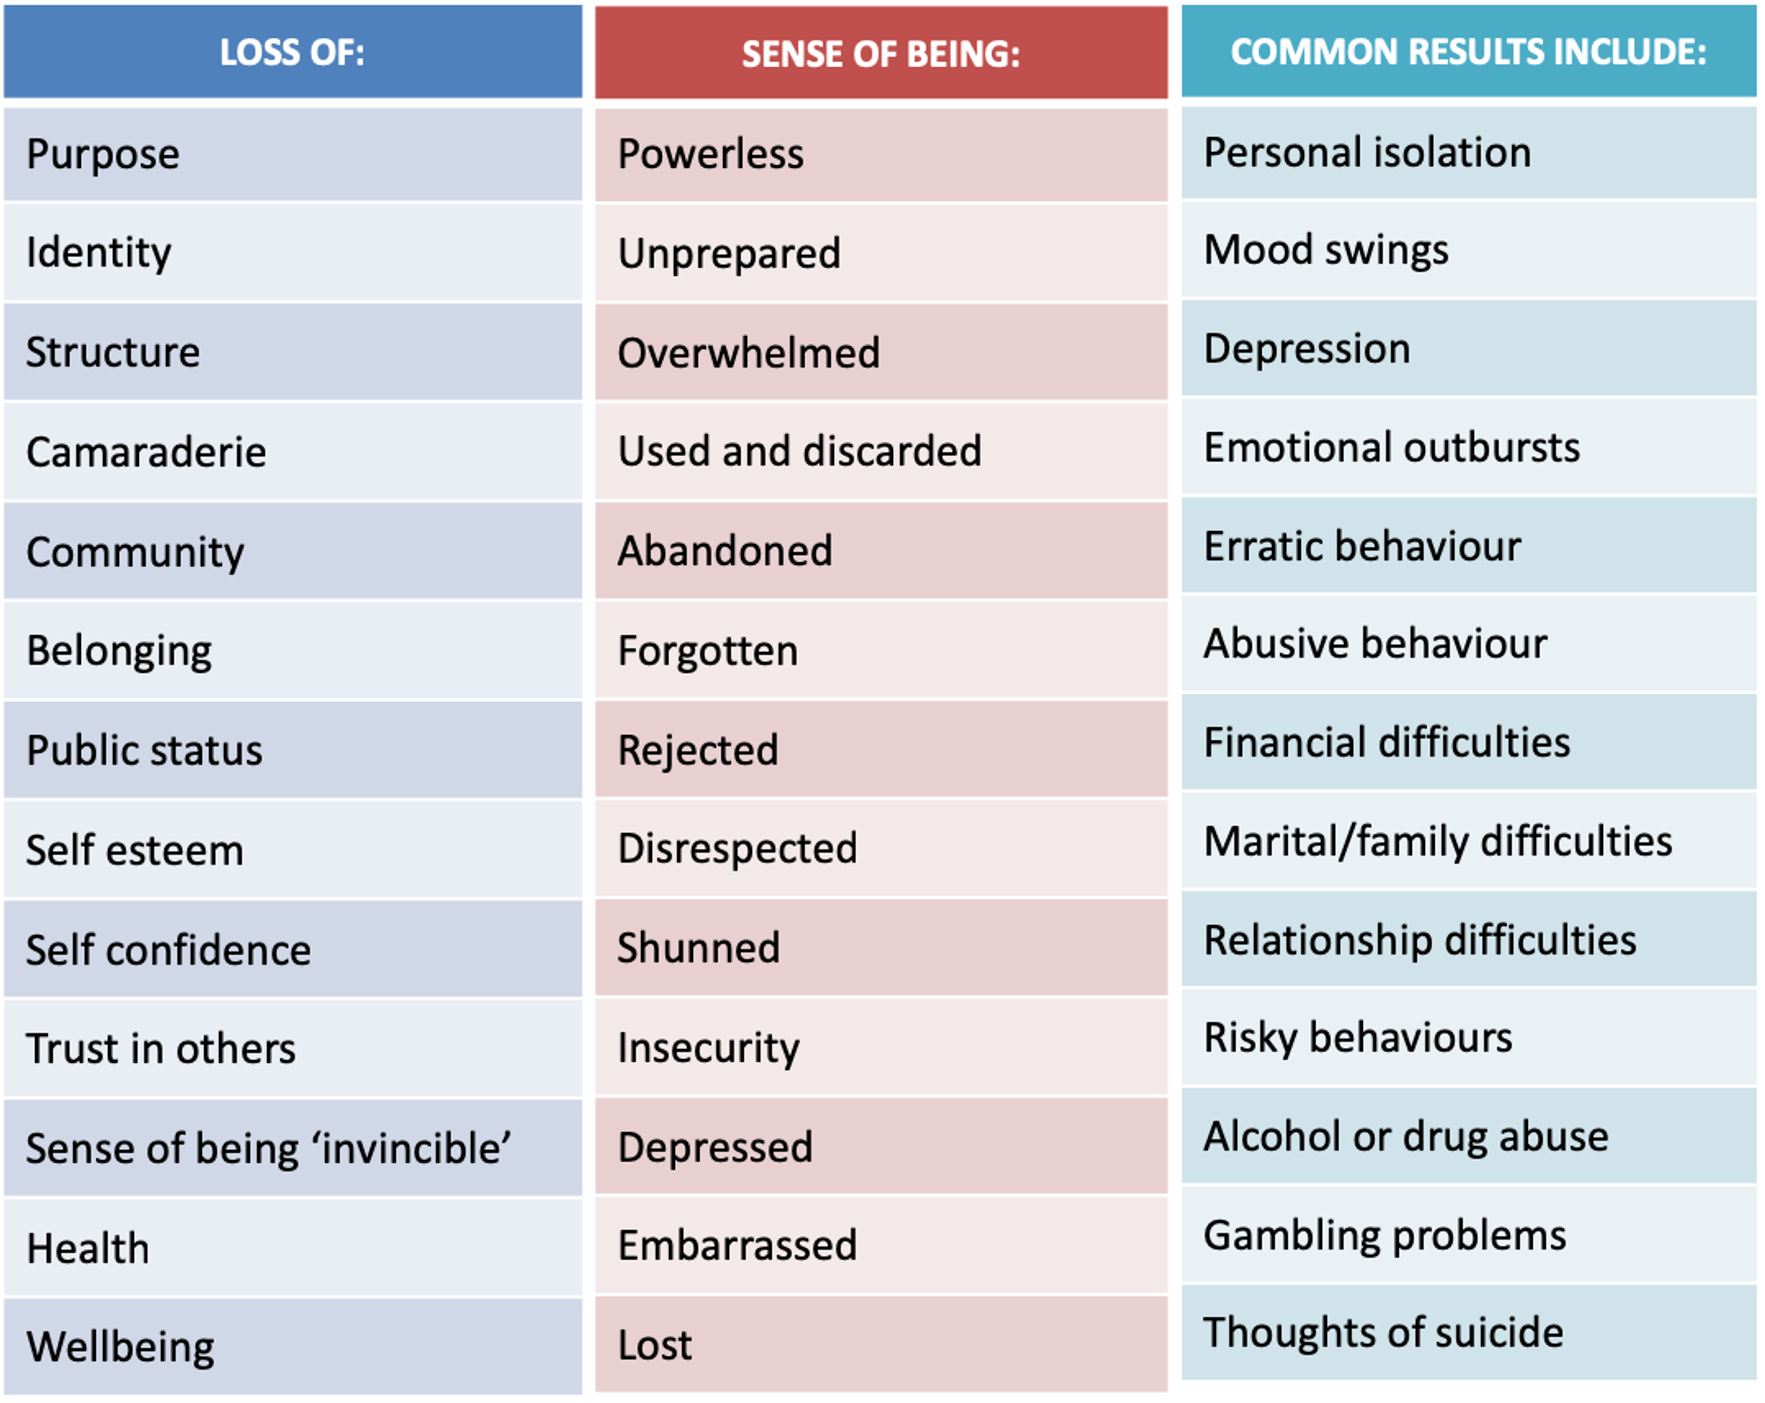 LOSS OF:
Purpose
Identity
Structure
Camaraderie
Community
Belonging
Public status
Self esteem
Self confidence
Trust in others
Sense of being ‘invincible’
Health
Wellbeing
SENSE OF BEING:
Powerless
Unprepared
Overwhelmed
Used and discarded
Abandoned
Forgotten
Rejected
Disrespected
Shunned
Insecurity
Depressed
Embarrassed
Lost
COMMON RESULTS INCLUDE:
Personal isolation
Mood swings
Depression
Emotional outbursts
Erratic behaviour
Abusive behaviour
Financial difficulties
Marital/family difficulties
Relationship difficulties
Risky behaviours
Alcohol or drug abuse
Gambling problems
Thoughts of suicide